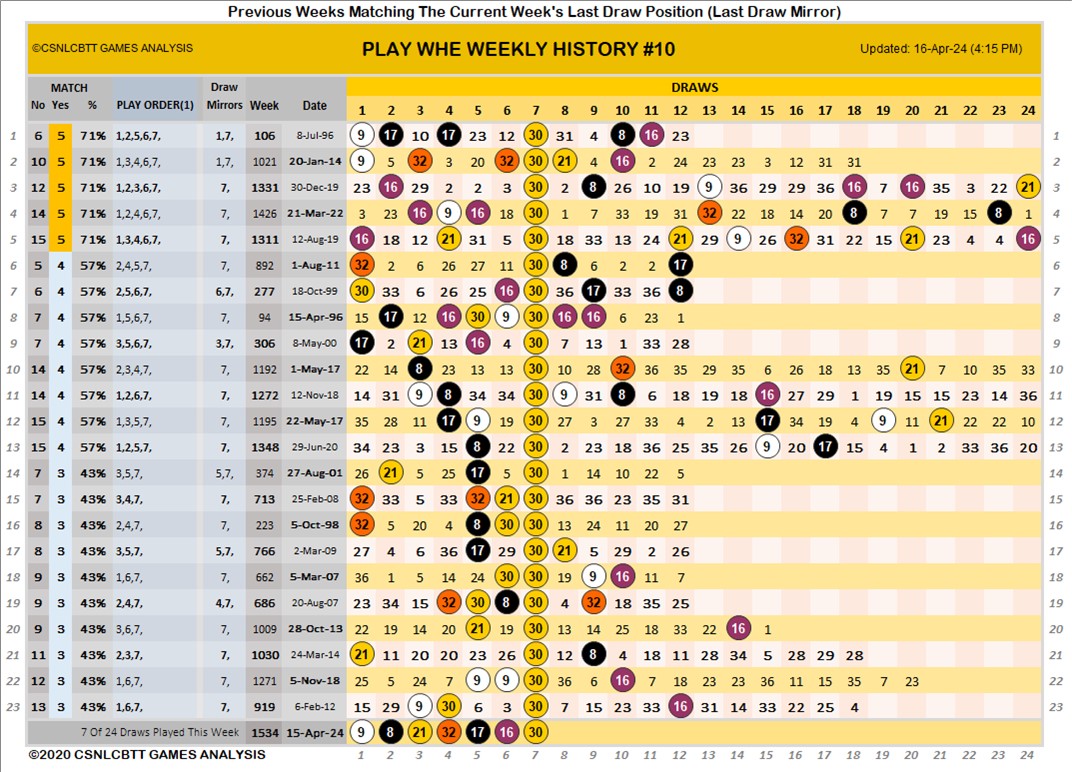 Previous Weeks Matching The Current Week's Last Draw Position (Last Draw Mirror)
©CSNLCBTT GAMES ANALYSIS PLAY WHE WEEKLY HISTORY #10 Updated: 16-Apr-24 (4:15 PM)
MATCH Draw DRAWS
No Yes % PLAY ORDER(1) Mirrors Week Date 1 2 3 4 5 6 7 8 9 10 11 12 13 14 15 16 17 18 19 20 21 22 23 24
1 6 5 71% 1,2,5,6,7, 1,7, 106 8-Jul-96 9 17 10 17 23 12 30 31 4 8 16 23 1
2 10 5 71% 1,3,4,6,7, 1,7, 1021 20-Jan-14 9 5 32 3 20 32 30 21 4 16 2 24 23 23 3 12 31 31 2
3 12 5 71% 1,2,3,6,7, 7, 1331 30-Dec-19 23 16 29 2 2 3 30 2 8 26 10 19 9 36 29 29 36 16 7 16 35 3 22 21 3
4 14 5 71% 1,2,4,6,7, 7, 1426 21-Mar-22 3 23 16 9 16 18 30 1 7 33 19 31 32 22 18 14 20 8 7 7 19 15 8 1 4
5 15 5 71% 1,3,4,6,7, 7, 1311 12-Aug-19 16 18 12 21 31 5 30 18 33 13 24 21 29 9 26 32 31 22 15 21 23 4 4 16 5
6 5 4 57% 2,4,5,7, 7, 892 1-Aug-11 32 2 6 26 27 11 30 8 6 2 2 17 6
7 6 4 57% 2,5,6,7, 6,7, 277 18-Oct-99 30 33 6 26 25 16 30 36 17 33 36 8 7
8 7 4 57% 1,5,6,7, 7, 94 15-Apr-96 15 17 12 16 30 9 30 16 16 6 23 1 8
9 7 4 57% 3,5,6,7, 3,7, 306 8-May-00 17 2 21 13 16 4 30 7 13 1 33 28 9
10 14 4 57% 2,3,4,7, 7, 1192 1-May-17 22 14 8 23 13 13 30 10 28 32 36 35 29 35 6 26 18 13 35 21 7 10 35 33 10
11 14 4 57% 1,2,6,7, 7, 1272 12-Nov-18 14 31 9 8 34 34 30 9 31 8 6 18 19 18 16 27 29 1 19 15 15 23 14 36 11
12 15 4 57% 1,3,5,7, 7, 1195 22-May-17 35 28 11 17 9 19 30 27 3 27 33 4 2 13 17 34 19 4 9 11 21 22 22 10 12
13 15 4 57% 1,2,5,7, 7, 1348 29-Jun-20 34 23 3 15 8 22 30 2 23 18 36 25 35 26 9 20 17 15 4 1 2 33 36 20 13
14 7 3 43% 3,5,7, 5,7, 374 27-Aug-01 26 21 5 25 17 5 30 1 14 10 22 5 14
15 7 3 43% 3,4,7, 7, 713 25-Feb-08 32 33 5 33 32 21 30 36 36 23 35 31 15
16 8 3 43% 2,4,7, 7, 223 5-Oct-98 32 5 20 4 8 30 30 13 24 11 20 27 16
17 8 3 43% 3,5,7, 5,7, 766 2-Mar-09 27 4 6 36 17 29 30 21 5 29 2 26 17
18 9 3 43% 1,6,7, 7, 662 5-Mar-07 36 1 5 14 24 30 30 19 9 16 11 7 18
19 9 3 43% 2,4,7, 4,7, 686 20-Aug-07 23 34 15 32 30 8 30 4 32 18 35 25 19
20 9 3 43% 3,6,7, 7, 1009 28-Oct-13 22 19 14 20 21 19 30 13 14 25 18 33 22 16 1 20
21 11 3 43% 2,3,7, 7, 1030 24-Mar-14 21 11 20 20 23 26 30 12 8 4 18 11 28 34 5 28 29 28 21
22 12 3 43% 1,6,7, 7, 1271 5-Nov-18 25 5 24 7 9 9 30 36 6 16 7 18 23 23 36 11 15 35 7 23 22
23 13 3 43% 1,6,7, 7, 919 6-Feb-12 15 29 9 30 6 3 30 7 15 23 33 16 31 14 33 22 25 4 23
7 Of 24 Draws Played This Week 1534 15-Apr-24 9 8 21 32 17 16 30
©2020 CSNLCBTT GAMES ANALYSIS 1 2 3 4 5 6 7 8 9 10 11 12 13 14 15 16 17 18 19 20 21 22 23 24